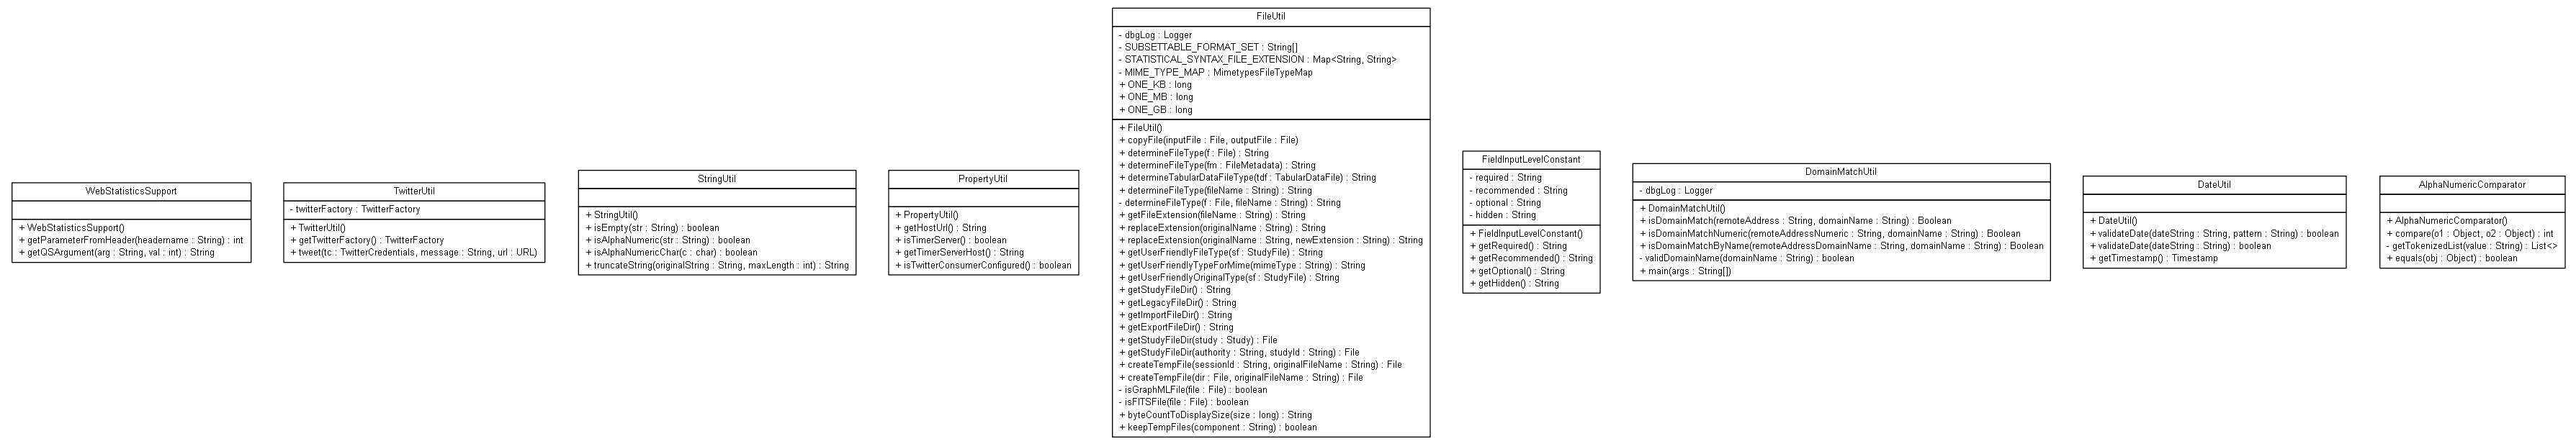 WebStatisticsSupport
+ WebStatisticsSupport()
+ getParameterFromHeader(headername : String) : int
+ getQSArgument(arg : String, val : int) : String
TwitterUtil
- twitterFactory : TwitterFactory
+ TwitterUtil()
+ getTwitterFactory() : TwitterFactory
+ tweet(tc : TwitterCredentials, message : String, url : URL)
StringUtil
+ StringUtil()
+ isEmpty(str : String) : boolean
+ isAlphaNumeric(str : String) : boolean
+ isAlphaNumericChar(c : char) : boolean
+ truncateString(originalString : String, maxLength : int) : String
PropertyUtil
+ PropertyUtil()
+ getHostUrl() : String
+ isTimerServer() : boolean
+ getTimerServerHost() : String
+ isTwitterConsumerConfigured() : boolean
FileUtil
- dbgLog : Logger
- SUBSETTABLE_FORMAT_SET : String[]
- STATISTICAL_SYNTAX_FILE_EXTENSION : Map<String, String>
- MIME_TYPE_MAP : MimetypesFileTypeMap
+ ONE_KB : long
+ ONE_MB : long
+ ONE_GB : long
+ FileUtil()
+ copyFile(inputFile : File, outputFile : File)
+ determineFileType(f : File) : String
+ determineFileType(fm : FileMetadata) : String
+ determineTabularDataFileType(tdf : TabularDataFile) : String
+ determineFileType(fileName : String) : String
- determineFileType(f : File, fileName : String) : String
+ getFileExtension(fileName : String) : String
+ replaceExtension(originalName : String) : String
+ replaceExtension(originalName : String, newExtension : String) : String
+ getUserFriendlyFileType(sf : StudyFile) : String
+ getUserFriendlyTypeForMime(mimeType : String) : String
+ getUserFriendlyOriginalType(sf : StudyFile) : String
+ getStudyFileDir() : String
+ getLegacyFileDir() : String
+ getImportFileDir() : String
+ getExportFileDir() : String
+ getStudyFileDir(study : Study) : File
+ getStudyFileDir(authority : String, studyId : String) : File
+ createTempFile(sessionId : String, originalFileName : String) : File
+ createTempFile(dir : File, originalFileName : String) : File
- isGraphMLFile(file : File) : boolean
- isFITSFile(file : File) : boolean
+ byteCountToDisplaySize(size : long) : String
+ keepTempFiles(component : String) : boolean
FieldInputLevelConstant
- required : String
- recommended : String
- optional : String
- hidden : String
+ FieldInputLevelConstant()
+ getRequired() : String
+ getRecommended() : String
+ getOptional() : String
+ getHidden() : String
DomainMatchUtil
- dbgLog : Logger
+ DomainMatchUtil()
+ isDomainMatch(remoteAddress : String, domainName : String) : Boolean
+ isDomainMatchNumeric(remoteAddressNumeric : String, domainName : String) : Boolean
+ isDomainMatchByName(remoteAddressDomainName : String, domainName : String) : Boolean
- validDomainName(domainName : String) : boolean
+ main(args : String[])
DateUtil
+ DateUtil()
+ validateDate(dateString : String, pattern : String) : boolean
+ validateDate(dateString : String) : boolean
+ getTimestamp() : Timestamp
AlphaNumericComparator
+ AlphaNumericComparator()
+ compare(o1 : Object, o2 : Object) : int
- getTokenizedList(value : String) : List<>
+ equals(obj : Object) : boolean